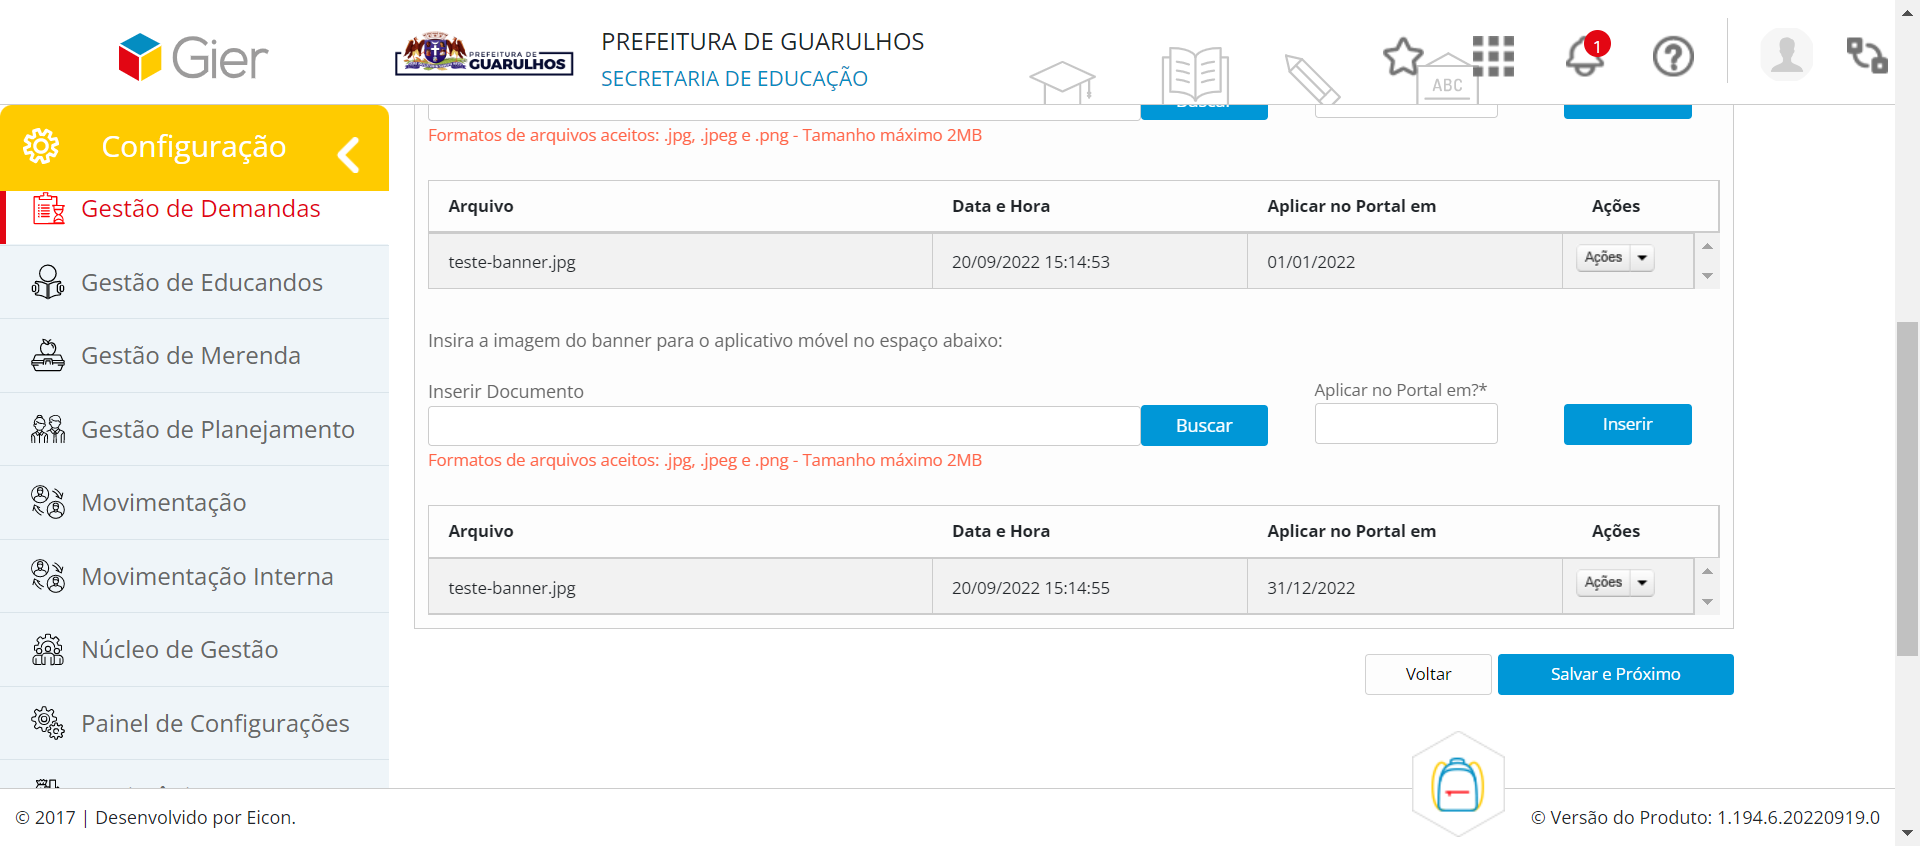 Gier
PREFEITURA DE
GUARULHOS
PREFEITURA DE GUARULHOS
SECRETARIA DE EDUCAÇÃO
ABC
1
Configuração
Gestão de Demandas
Gestão de Educandos
Gestão de Merenda
Gestão de Planejamento
Movimentação
Movimentação Interna
Núcleo de Gestão
Painel de Configurações
Buscar
Formatos de arquivos aceitos: .jpg, .jpeg e .png - Tamanho máximo 2MB
Arquivo Data e Hora Aplicar no Portal em Ações
teste-banner.jpg 20/09/2022 15:14:53 01/01/2022 Ações
Insira a imagem do banner para o aplicativo móvel no espaço abaixo:
Inserir Documento Aplicar no Portal em?*
Buscar Inserir
Formatos de arquivos aceitos: .jpg, .jpeg e .png - Tamanho máximo 2MB
Arquivo Data e Hora Aplicar no Portal em Ações
teste-banner.jpg 20/09/2022 15:14:55 31/12/2022 Ações
Voltar Salvar e Próximo
© 2017 | Desenvolvido por Eicon.
© Versão do Produto: 1.194.6.20220919.0